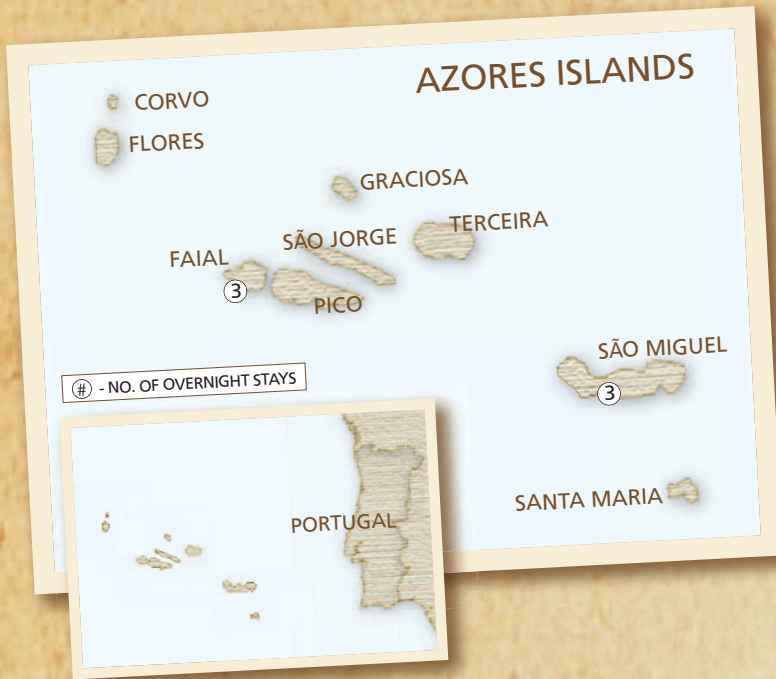 AZORES ISLANDS
CORVO
FLORES
GRACIOSA
TERCEIRA
SÃO JORGE
FAIAL
3
PICO
SÃO MIGUEL
3
# - NO. OF OVERNIGHT STAYS
SANTA MARIA
PORTUGAL